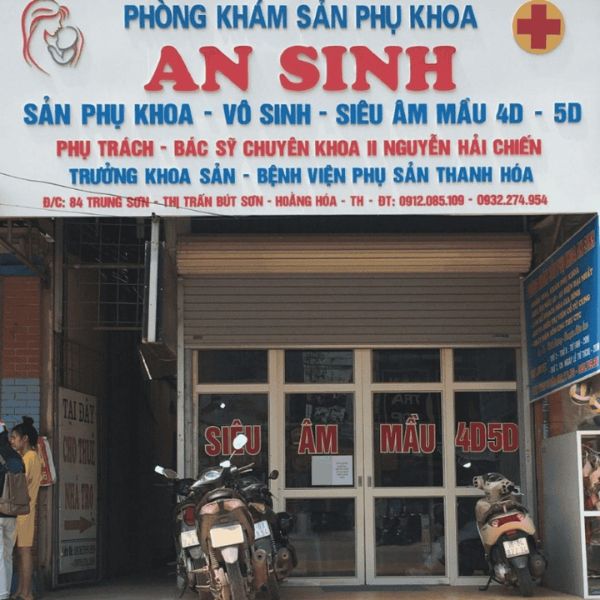 PHÒNG KHÁM SẢN PHỤ KHOA
AN SINH
SẢN PHỤ KHOA - VÔ SINH - SIÊU ÂM MẦU 4D - 5D
PHỤ TRÁCH - BÁC SỸ CHUYÊN KHOA II NGUYỄN HẢI CHIẾN
TRƯỞNG KHOA SẢN - BỆNH VIỆN PHỤ SẢN THANH HÓA
Đ/C: 84 TRUNG SƠN - THỊ TRẤN BÚT SƠN - HOẰNG HÓA - TH - ĐT: 0912.085.109 - 0932.274.954
SIÊU ÂM MẦU 4D5D
TẠI ĐÂY
CHO THUÊ
NHÀ TRỌ